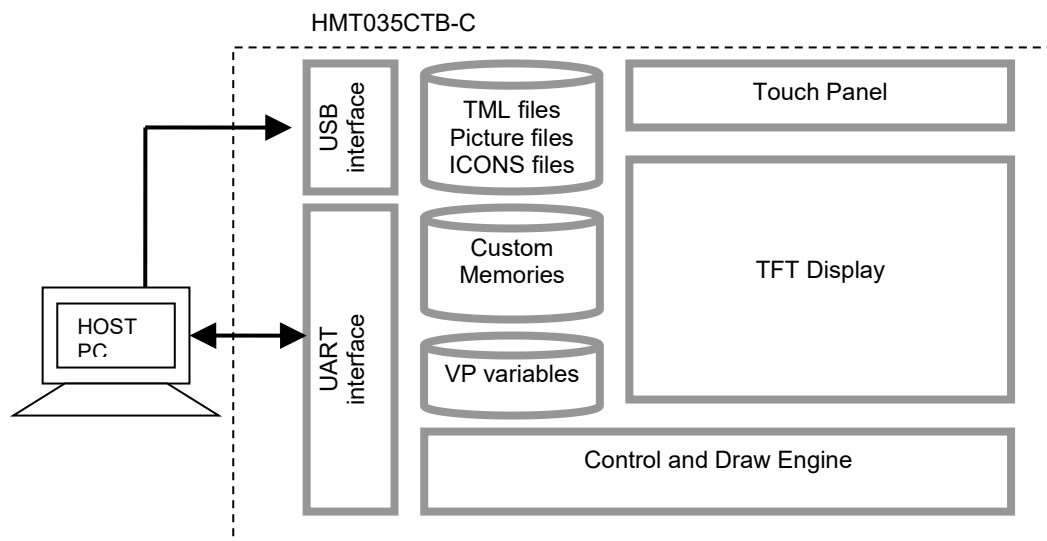 HMT035CTB-C
USB
interface
TML files
Picture files
ICONS files
Touch Panel
Custom
Memories
TFT Display
HOST
PC
UART
interface
VP variables
Control and Draw Engine